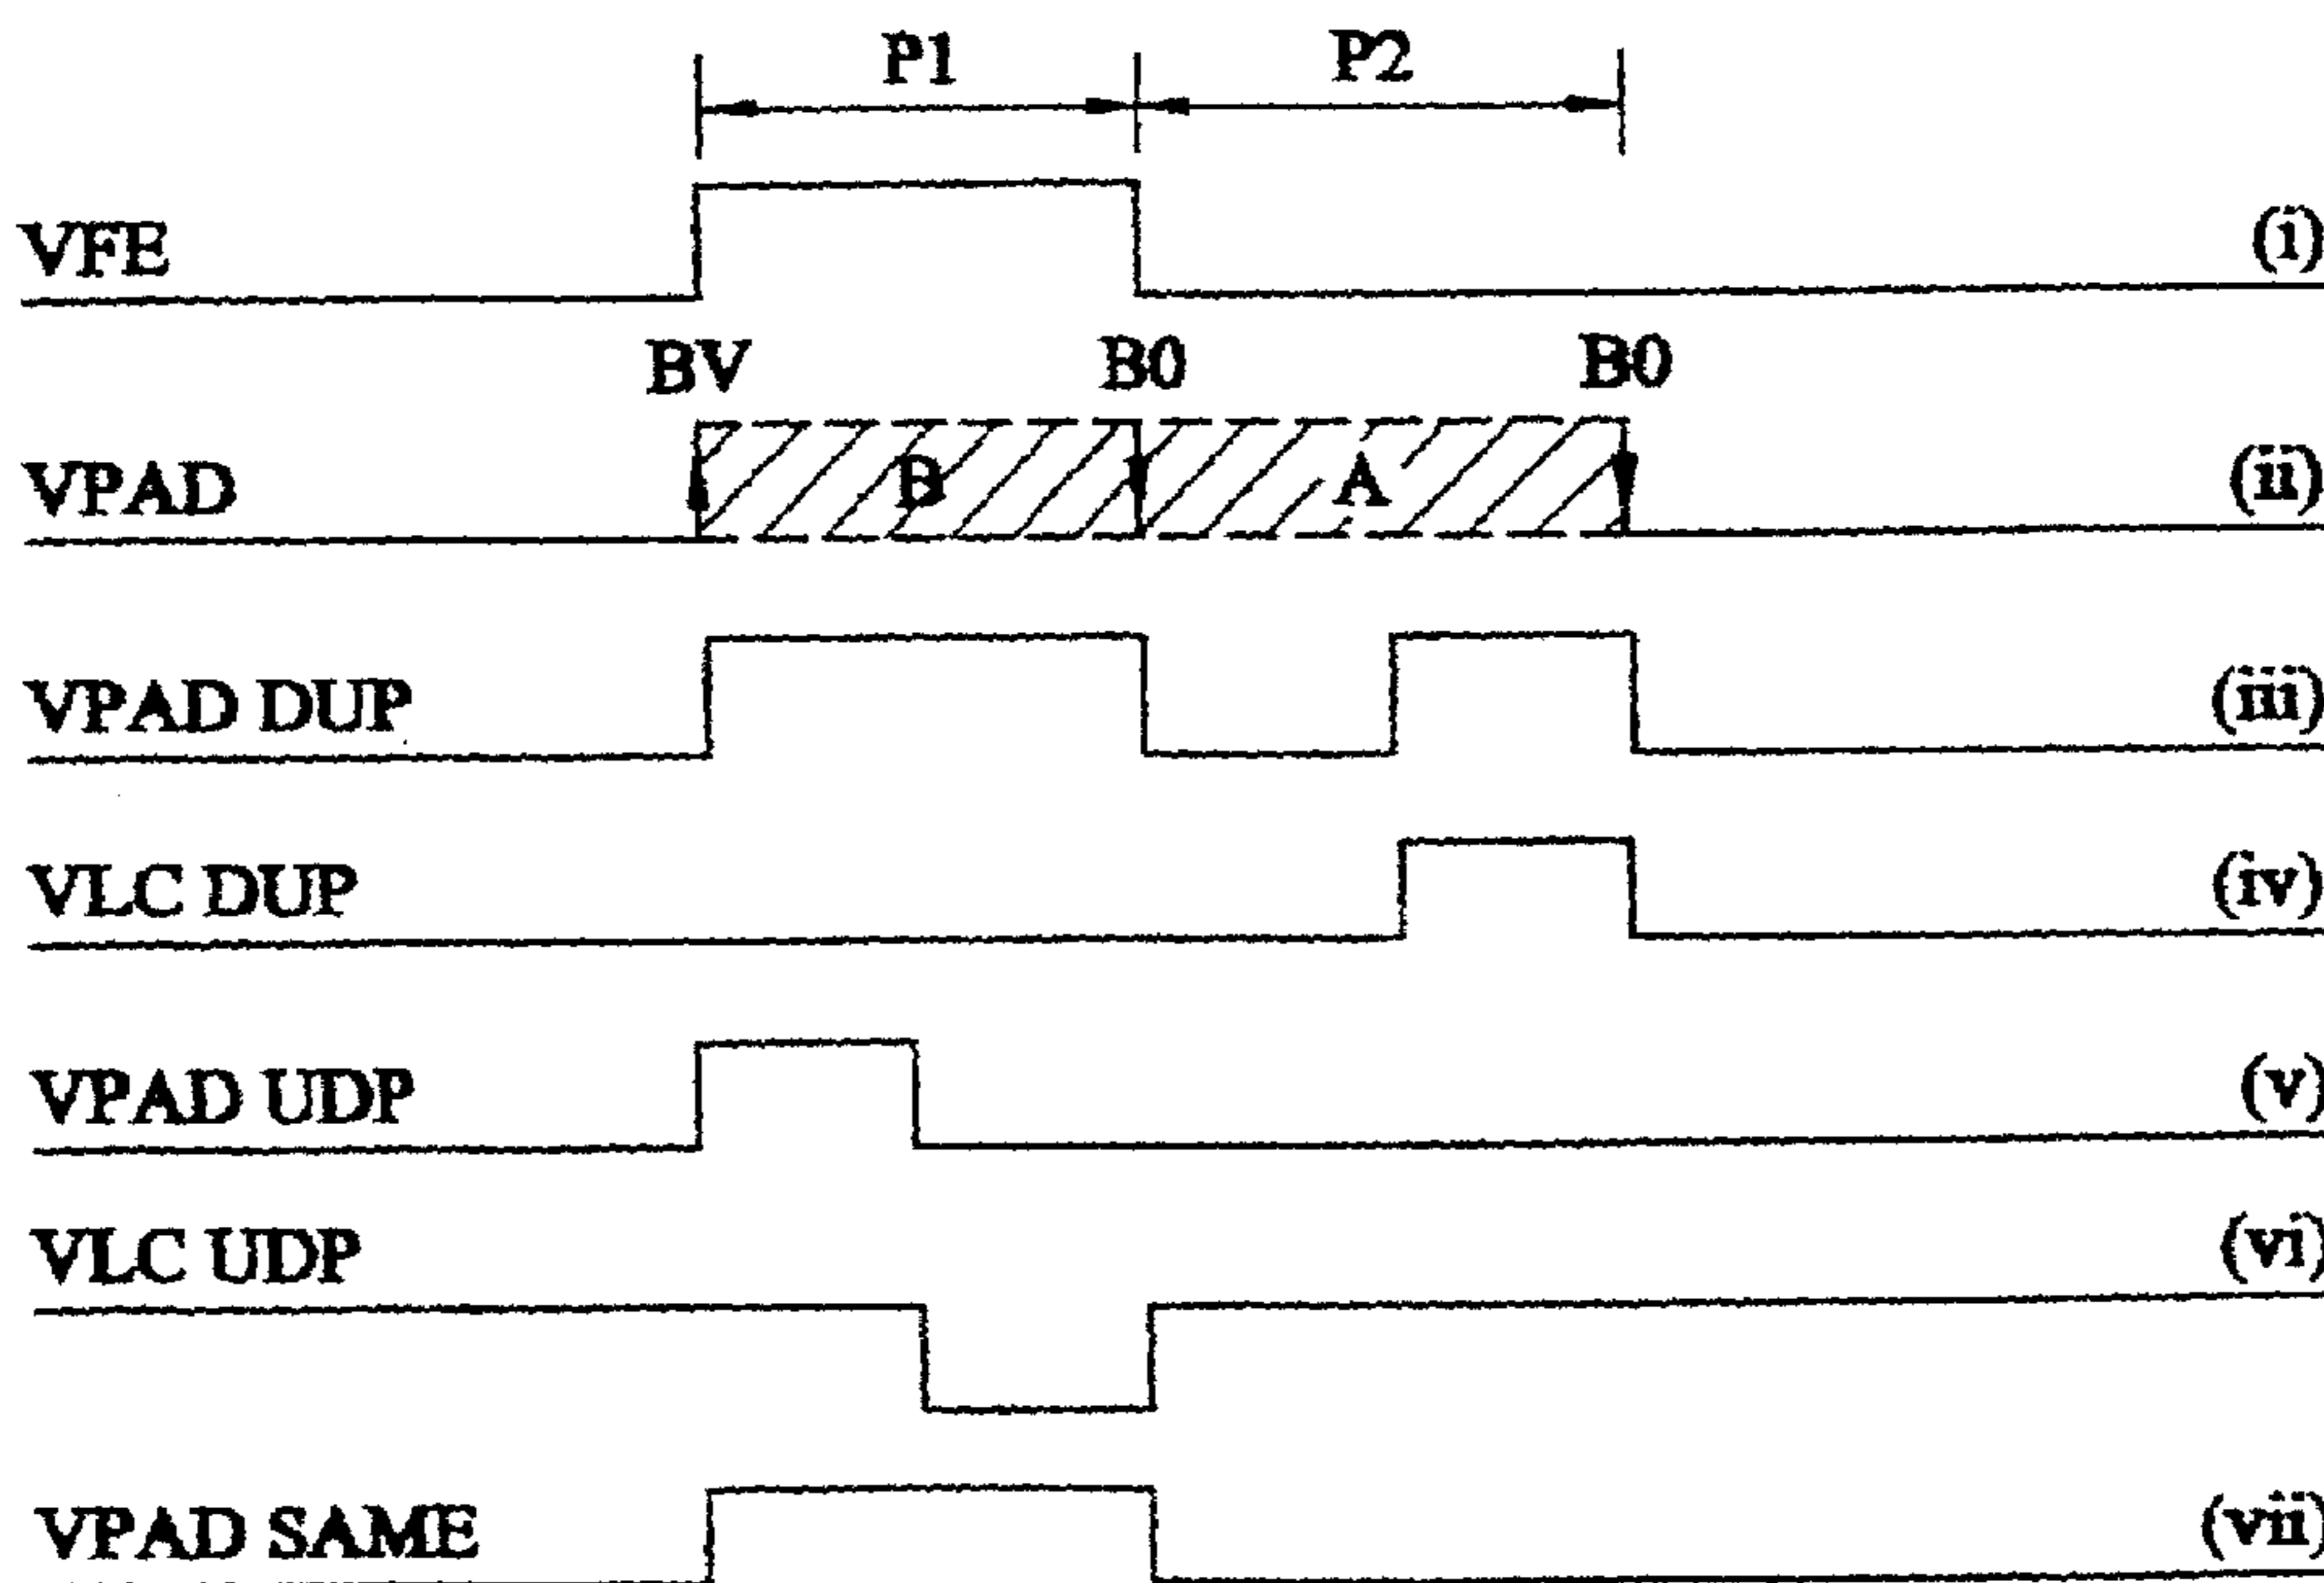 P1 P2
VFE (i)
BV B0 B0
VPAD B A (ii)
VPAD DUP (iii)
VLC DUP (iv)
VPAD UDP (v)
VLC UDP (vi)
VPAD SAME (vii)